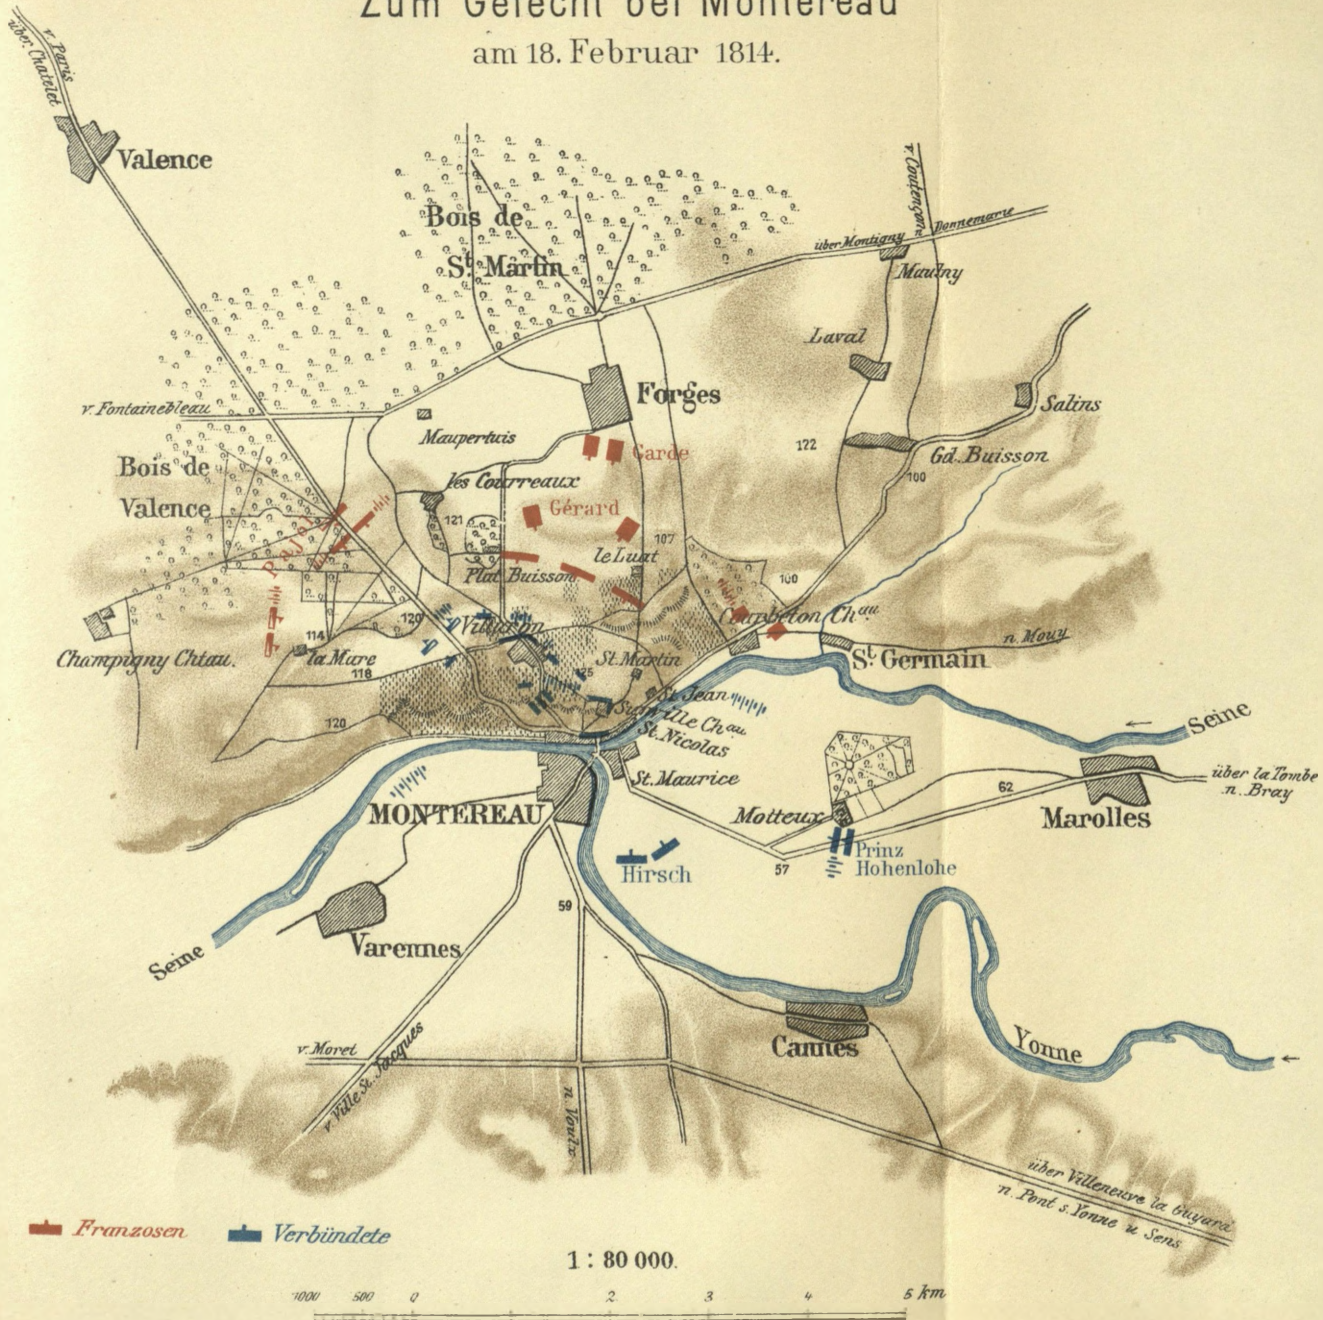 Zum Gefecht bei Montereau
am 18. Februar 1814.
v. Paris
über Chatelet
Valence
Bois de
St. Martin
v. Coutençon
über Montigny
Donnemarie
Maulny
Laval
Forges
Salins
v. Fontainebleau
Maupertuis
122
Garde
Gd. Buisson
Bois de
Valence
les Courreaux
100
Gérard
121
Pajol
107
le Luat
Plat Buisson
100
Courbeton Chau
120
Villaron
114
la Mare
n. Mouy
Champigny Chtau.
118
St. Martin
St. Germain
St Jean
Surville Chau
120
St. Nicolas
Seine
St. Maurice
über la Tombe
n. Bray
62
MONTEREAU
Motteux
Marolles
Prinz
Hohenlohe
Hirsch
57
59
Varennes
Seine
Cannes
Yonne
v. Moret
v Ville St. Jacques
n. Voulx
über Villeneuve la Guyard
n. Pont s. Yonne u Sens
Franzosen
Verbündete
1 : 80 000.
1000 500 0 2 3 4 5 km